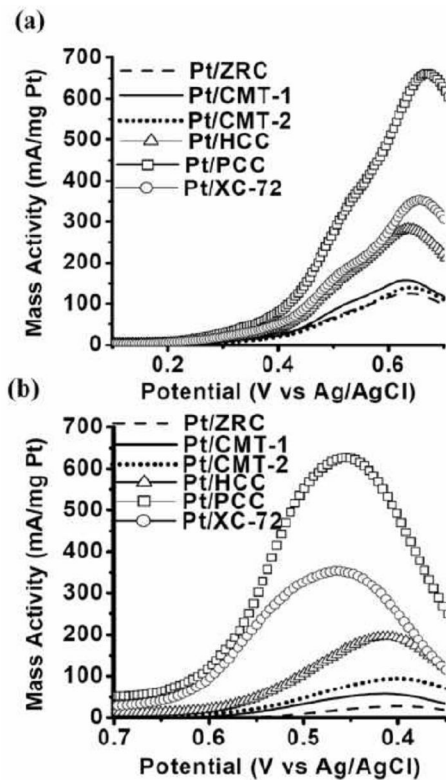 (a)
700
600
500
400
300
200
100
0
Mass Activity (mA/mg Pt)
Pt/ZRC
Pt/CMT-1
Pt/CMT-2
Pt/HCC
Pt/PCC
Pt/XC-72
0.2 0.4 0.6
Potential (V vs Ag/AgCl)
(b)
700
600
500
400
300
200
100
0
Mass Activity (mA/mg Pt)
Pt/ZRC
Pt/CMT-1
Pt/CMT-2
Pt/HCC
Pt/PCC
Pt/XC-72
0.7 0.6 0.5 0.4
Potential (V vs Ag/AgCl)